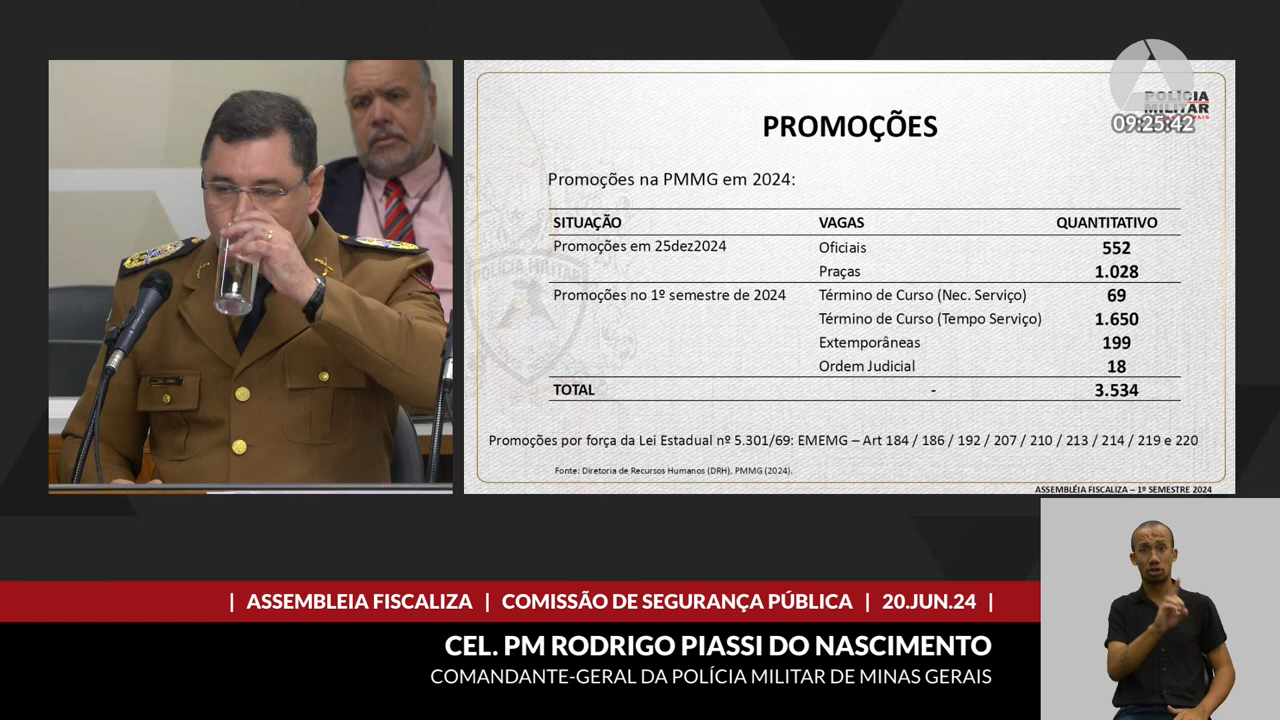 POLÍCIA
MILITAR
09:25:42
PROMOÇÕES
Promoções na PMMG em 2024:
SITUAÇÃO VAGAS QUANTITATIVO
Promoções em 25dez2024 Oficiais 552
Praças 1.028
Promoções no 1º semestre de 2024 Término de Curso (Nec. Serviço) 69
Término de Curso (Tempo Serviço) 1.650
Extemporâneas 199
Ordem Judicial 18
TOTAL - 3.534
Promoções por força da Lei Estadual nº 5.301/69: EMEMG – Art 184 / 186 / 192 / 207 / 210 / 213 / 214 / 219 e 220
Fonte: Diretoria de Recursos Humanos (DRH), PMMG (2024).
ASSEMBLÉIA FISCALIZA – 1º SEMESTRE 2024
| ASSEMBLEIA FISCALIZA | COMISSÃO DE SEGURANÇA PÚBLICA | 20.JUN.24 |
CEL. PM RODRIGO PIASSI DO NASCIMENTO
COMANDANTE-GERAL DA POLÍCIA MILITAR DE MINAS GERAIS